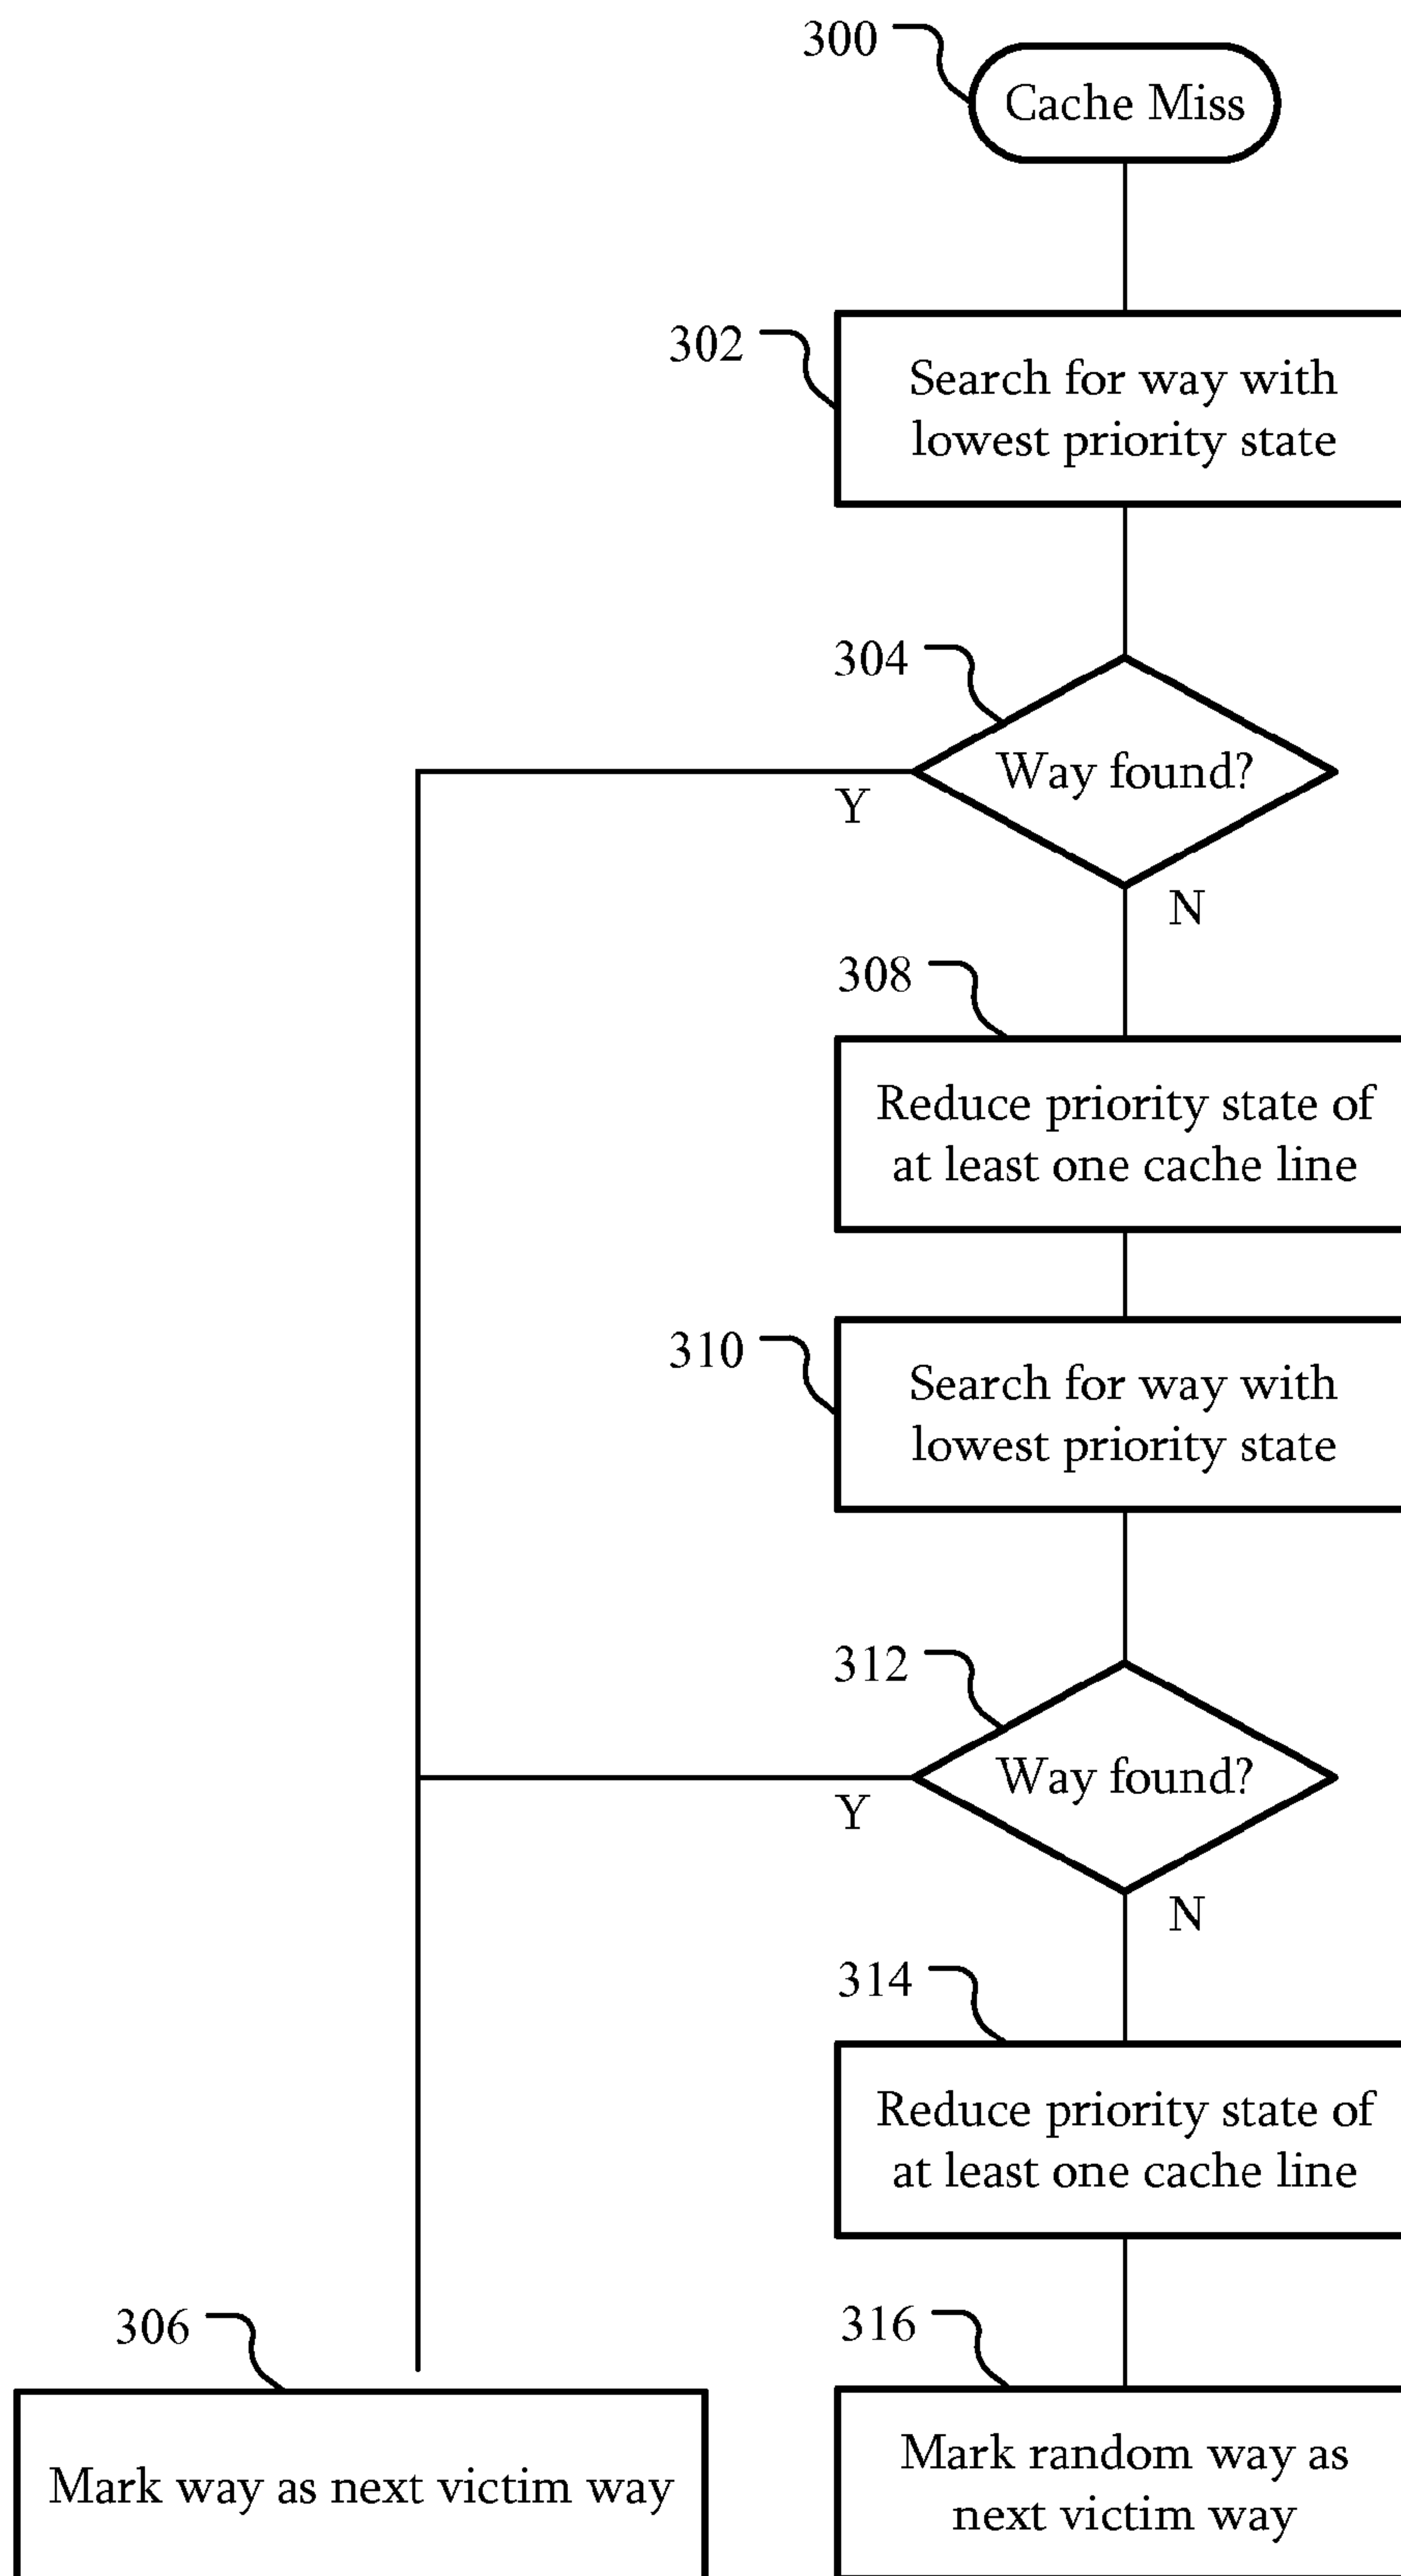 300
Cache Miss
302
Search for way with
lowest priority state
304
Way found?
Y
N
308
Reduce priority state of
at least one cache line
310
Search for way with
lowest priority state
312
Way found?
Y
N
314
Reduce priority state of
at least one cache line
306
Mark way as next victim way
316
Mark random way as
next victim way